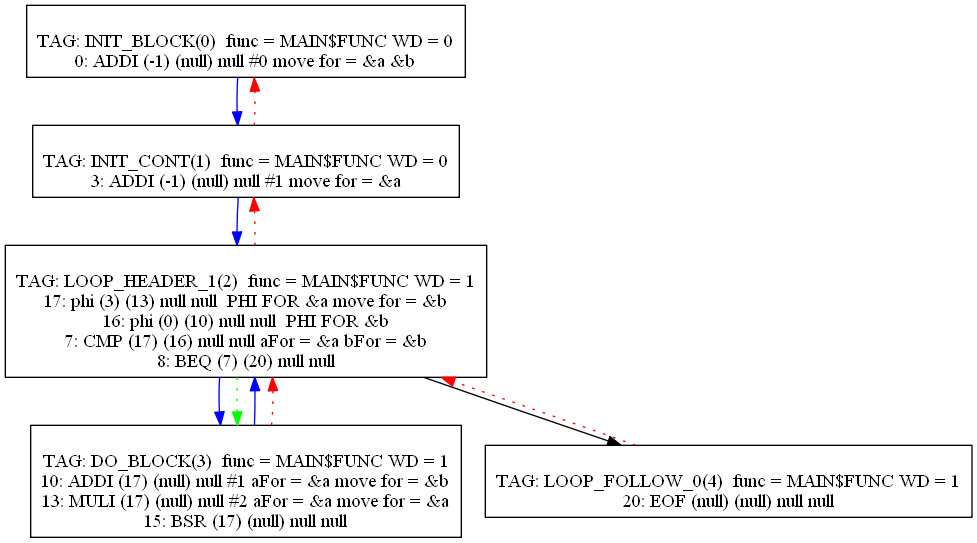 TAG: INIT_BLOCK(0) func = MAIN$FUNC WD = 0
0: ADDI (-1) (null) null #0 move for = &a &b
TAG: INIT_CONT(1) func = MAIN$FUNC WD = 0
3: ADDI (-1) (null) null #1 move for = &a
TAG: LOOP_HEADER_1(2) func = MAIN$FUNC WD = 1
17: phi (3) (13) null null PHI FOR &a move for = &b
16: phi (0) (10) null null PHI FOR &b
7: CMP (17) (16) null null aFor = &a bFor = &b
8: BEQ (7) (20) null null
TAG: DO_BLOCK(3) func = MAIN$FUNC WD = 1
10: ADDI (17) (null) null #1 aFor = &a move for = &b
13: MULI (17) (null) null #2 aFor = &a move for = &a
15: BSR (17) (null) null null
TAG: LOOP_FOLLOW_0(4) func = MAIN$FUNC WD = 1
20: EOF (null) (null) null null